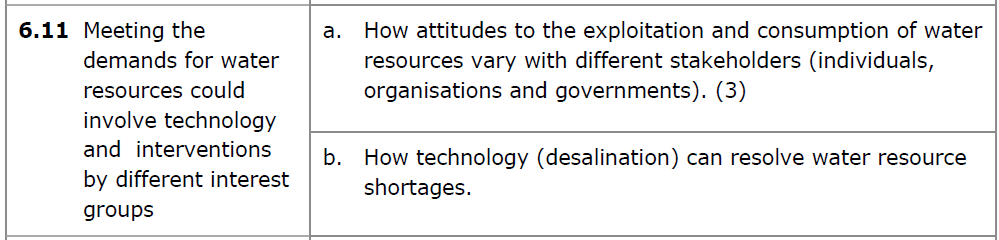 6.11 Meeting the
demands for water
resources could
involve technology
and  interventions
by different interest
groups
a. How attitudes to the exploitation and consumption of water
resources vary with different stakeholders (individuals,
organisations and governments). (3)
b. How technology (desalination) can resolve water resource
shortages.